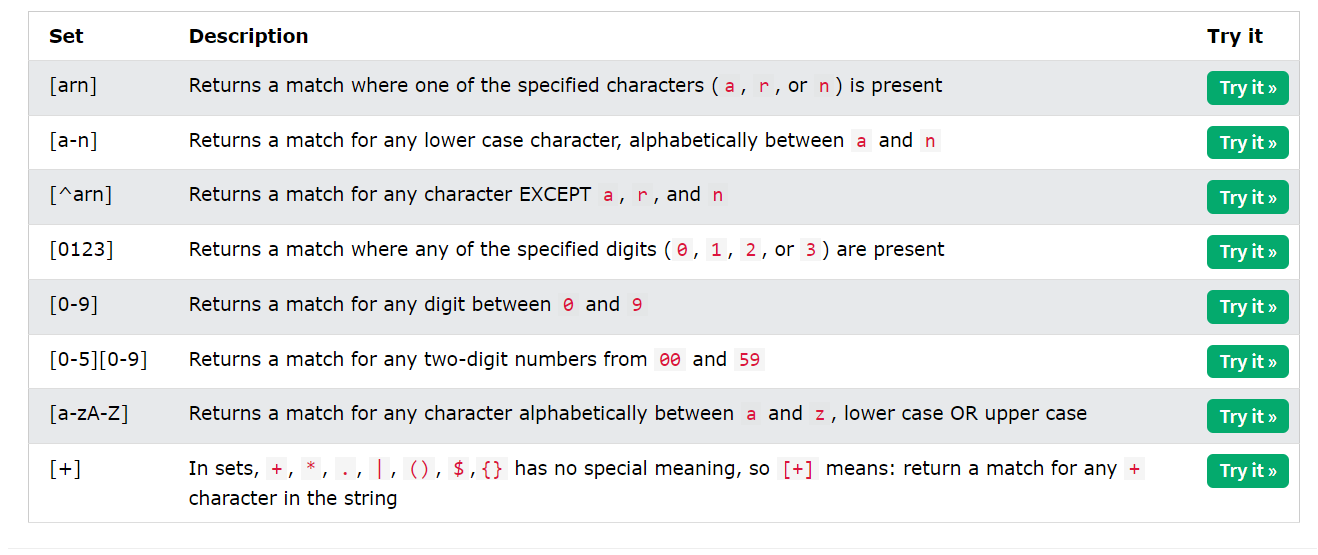 Set Description Try it
[arn] Returns a match where one of the specified characters (a, r, or n) is present Try it »
[a-n] Returns a match for any lower case character, alphabetically between a and n Try it »
[^arn] Returns a match for any character EXCEPT a, r, and n Try it »
[0123] Returns a match where any of the specified digits (0, 1, 2, or 3) are present Try it »
[0-9] Returns a match for any digit between 0 and 9 Try it »
[0-5][0-9] Returns a match for any two-digit numbers from 00 and 59 Try it »
[a-zA-Z] Returns a match for any character alphabetically between a and z, lower case OR upper case Try it »
[+] In sets, +, *, ., |, (), $,{} has no special meaning, so [+] means: return a match for any + Try it »
character in the string